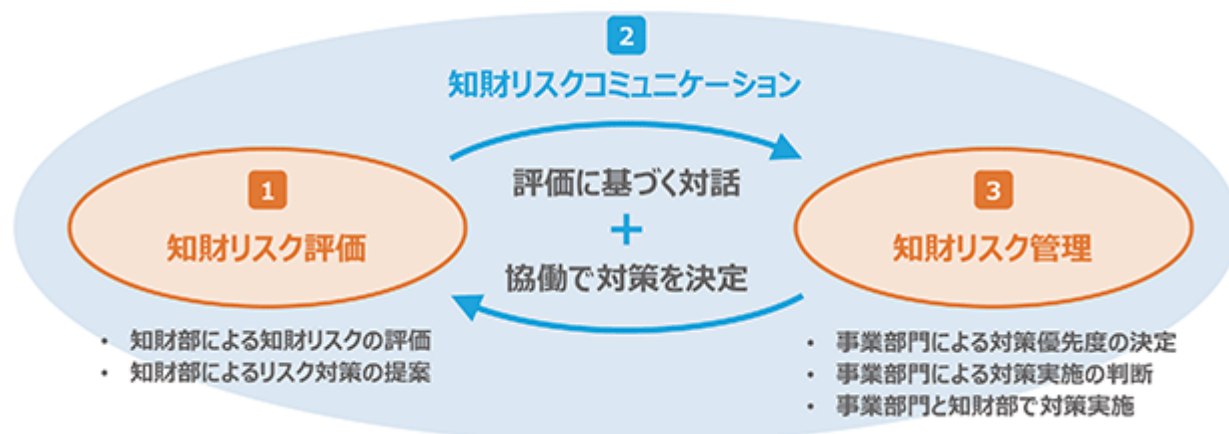 2
知財リスクコミュニケーション
1
知財リスク評価
評価に基づく対話
+
協働で対策を決定
3
知財リスク管理
・ 知財部による知財リスクの評価
・ 知財部によるリスク対策の提案
・ 事業部門による対策優先度の決定
・ 事業部門による対策実施の判断
・ 事業部門と知財部で対策実施